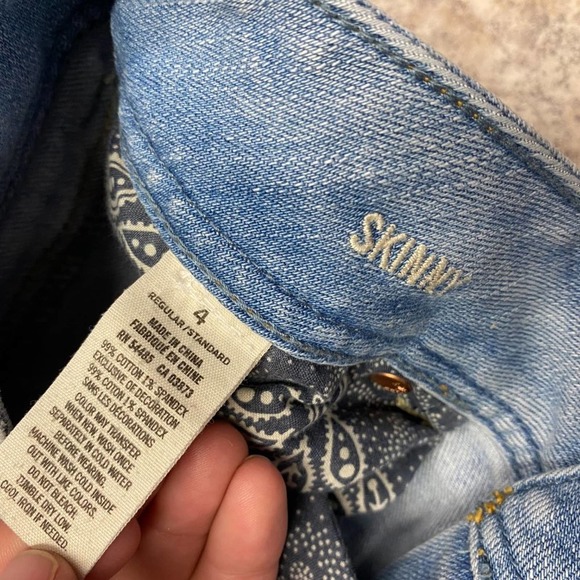 SKINNY
4
REGULAR/STANDARD
MADE IN CHINA
FABRIQUÉ EN CHINE
RN 54485 CA 03873
99% COTTON 1% SPANDEX
EXCLUSIVE OF DECORATION
99% COTON 1% SPANDEX
SANS LES DÉCORATIONS
COLOR MAY TRANSFER
WHEN NEW WASH ONCE
SEPARATELY IN COLD WATER
BEFORE WEARING.
MACHINE WASH COLD INSIDE
OUT WITH LIKE COLORS.
DO NOT BLEACH.
TUMBLE DRY LOW.
COOL IRON IF NEEDED.